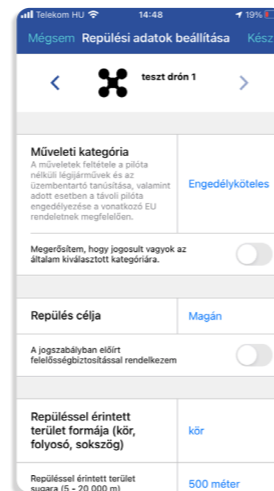 Telekom HU 14:48 19%
Mégsem Repülési adatok beállítása Kész
teszt drón 1
Műveleti kategória
A műveletek feltétele a pilóta
nélküli légijárművek és az
üzembentartó tanúsítása, valamint
adott esetben a távoli pilóta
engedélyezése a vonatkozó EU
rendeletnek megfelelően.
Engedélyköteles
Megerősítem, hogy jogosult vagyok az
általam kiválasztott kategóriára.
Repülés célja
Magán
A jogszabályban előírt
felelősségbiztosítással rendelkezem
Repüléssel érintett
terület formája (kör,
folyosó, sokszög)
kör
Repüléssel érintett terület
sugara (5 - 20 000 m)
500 méter